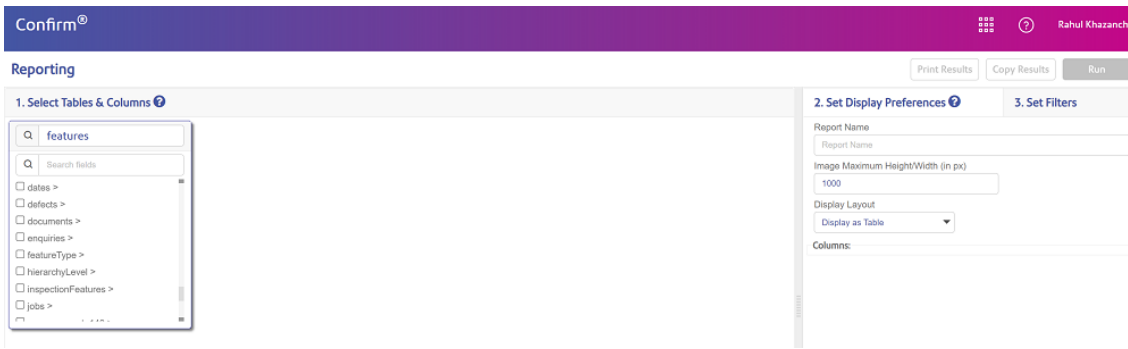 Confirm®
Rahul Khazanch
Reporting
Print Results
Copy Results
Run
1. Select Tables & Columns
2. Set Display Preferences
3. Set Filters
features
Search fields
dates >
defects >
documents >
enquiries >
featureType >
hierarchyLevel >
inspectionFeatures >
jobs >
Report Name
Report Name
Image Maximum Height/Width (in px)
1000
Display Layout
Display as Table
Columns: